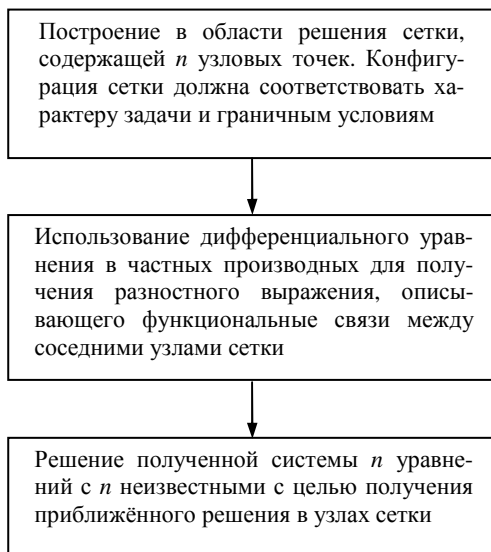 Построение в области решения сетки,
содержащей n узловых точек. Конфигу-
рация сетки должна соответствовать ха-
рактеру задачи и граничным условиям
Использование дифференциального урав-
нения в частных производных для полу-
чения разностного выражения, описы-
вающего функциональные связи между
соседними узлами сетки
Решение полученной системы n уравне-
ний с n неизвестными с целью получения
приближённого решения в узлах сетки